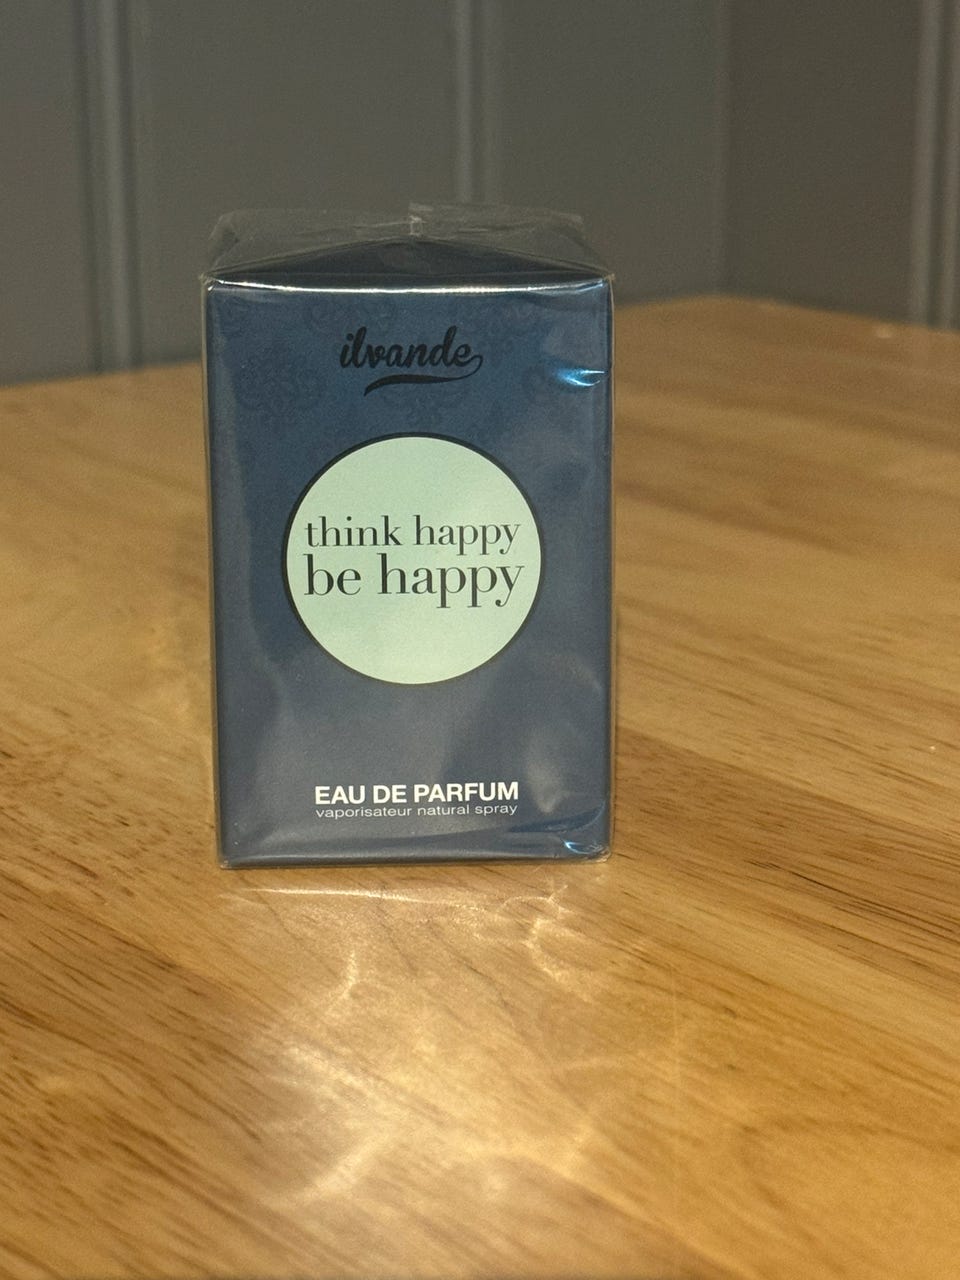 ilvande
think happy
be happy
EAU DE PARFUM
vaporisateur natural spray